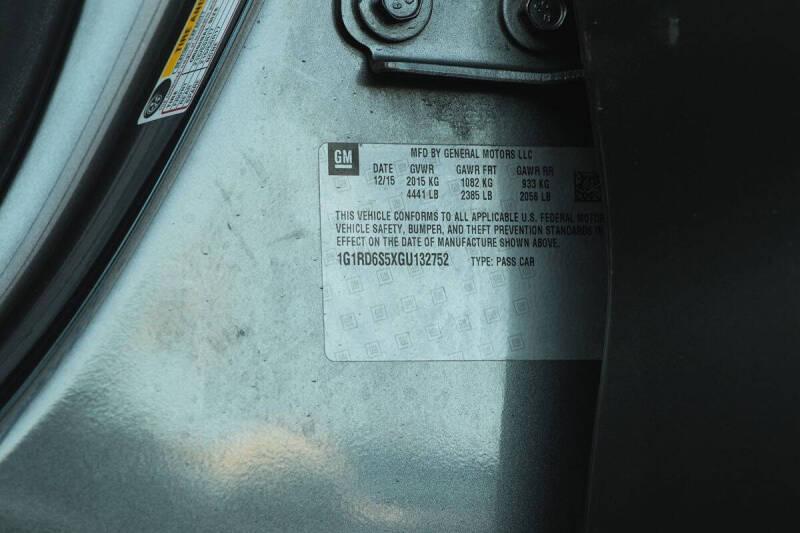 TIRE AND
GM
MFD BY GENERAL MOTORS LLC
DATE GVWR GAWR FRT GAWR RR
12/15 2015 KG 1082 KG 933 KG
4441 LB 2385 LB 2056 LB
THIS VEHICLE CONFORMS TO ALL APPLICABLE U.S. FEDERAL MOTOR
VEHICLE SAFETY, BUMPER, AND THEFT PREVENTION STANDARDS IN
EFFECT ON THE DATE OF MANUFACTURE SHOWN ABOVE.
1G1RD6S5XGU132752 TYPE: PASS CAR